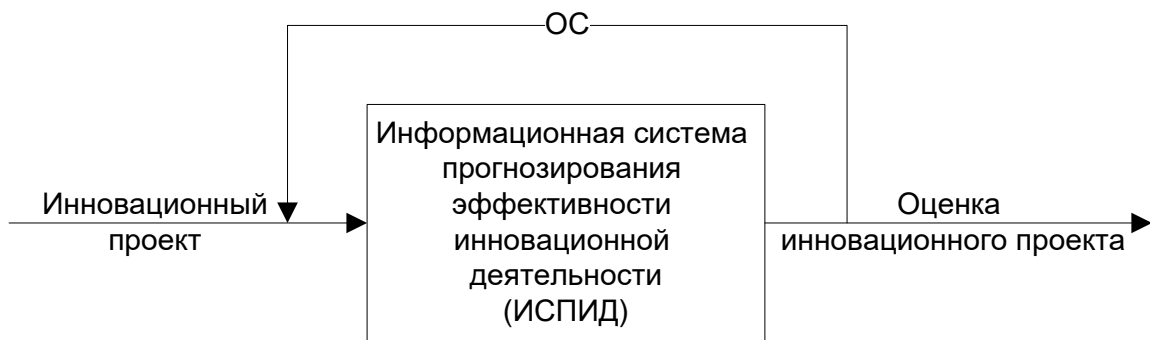 ОС
Информационная система
прогнозирования
эффективности
инновационной
деятельности
(ИСПИД)
Инновационный
проект
Оценка
инновационного проекта